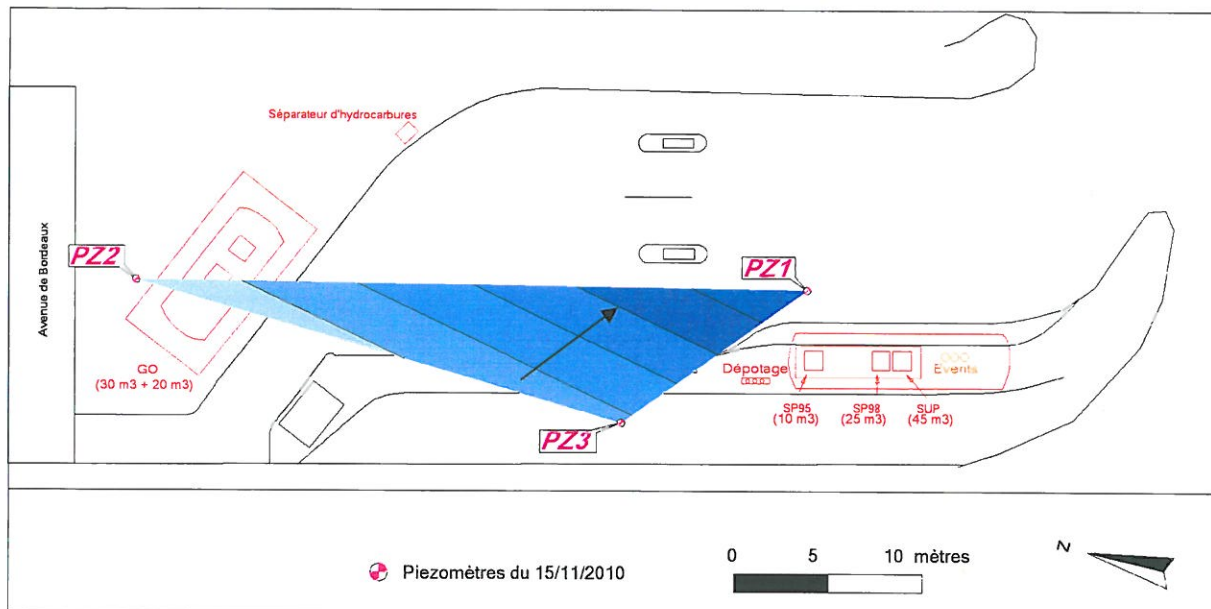 Séparateur d'hydrocarbures
Avenue de Bordeaux
PZ2
PZ1
GO
(30 m3 + 20 m3)
Dépotage
Events
SP95
(10 m3)
SP98
(25 m3)
SUP
(45 m3)
PZ3
Piezomètres du 15/11/2010
0 5 10 mètres
N